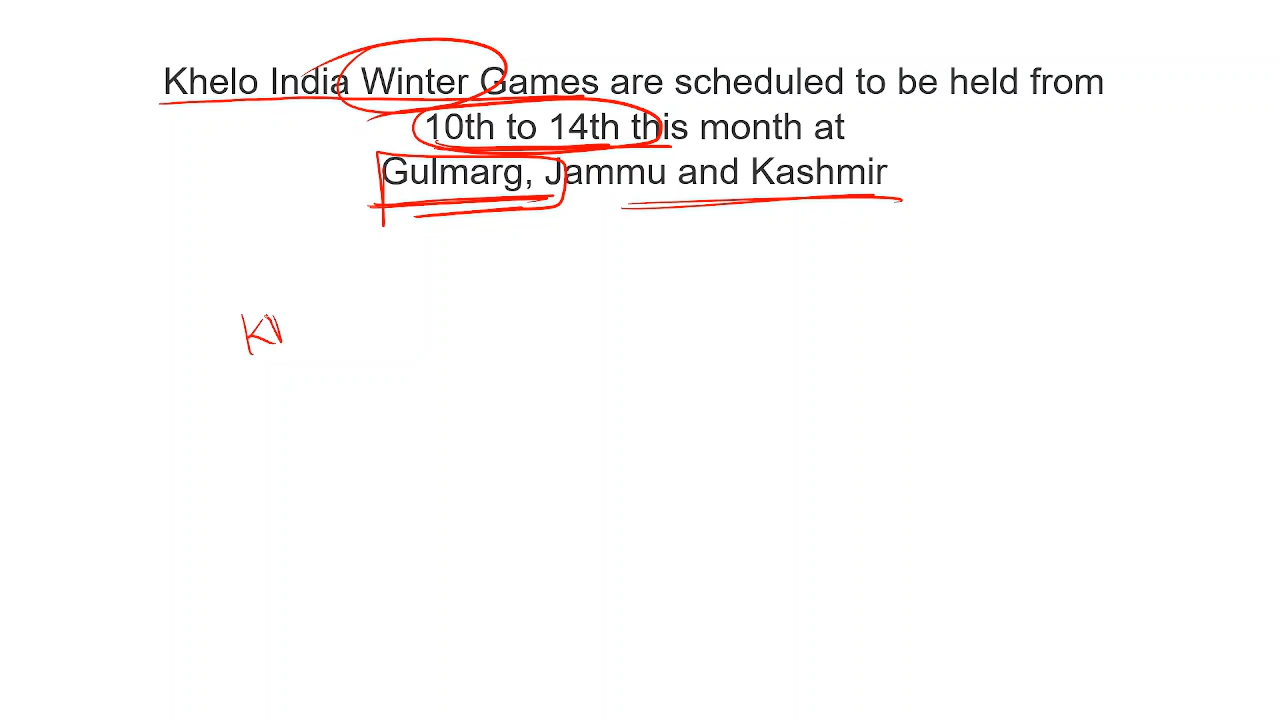 Khelo India Winter Games are scheduled to be held from
10th to 14th this month at
Gulmarg, Jammu and Kashmir